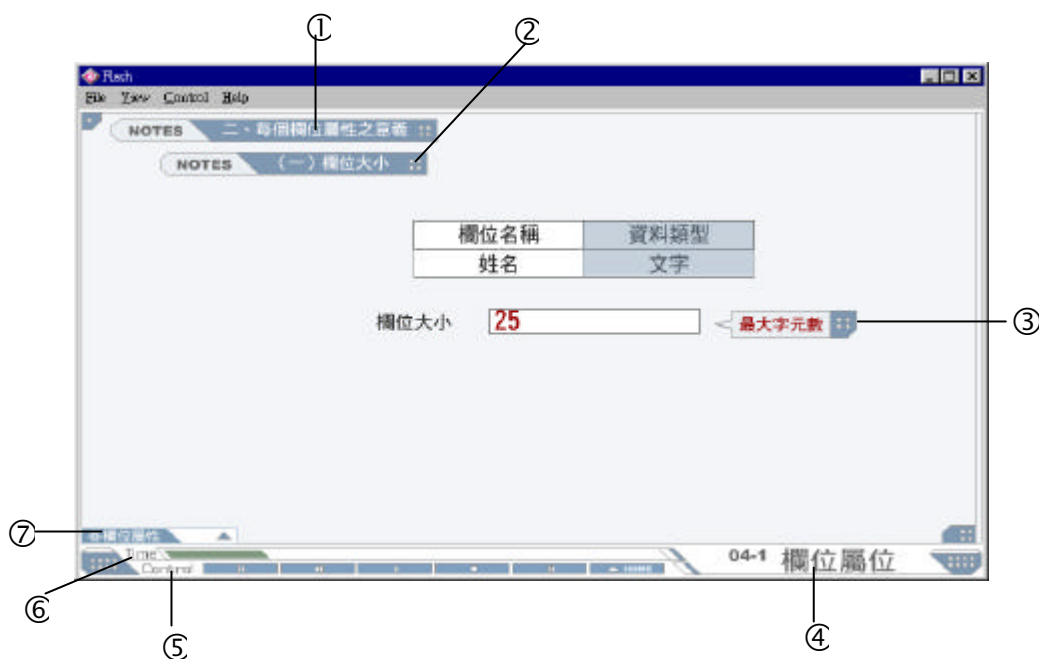 ① ②
Flash
File View Control Help
NOTES 二、每個欄位屬性之意義
NOTES （一）欄位大小
欄位名稱 資料類型
姓名 文字
欄位大小 25 最大字元數 ③
⑦ 欄位屬性
Time
Control HOME
04-1 欄位屬位
⑥ ⑤ ④